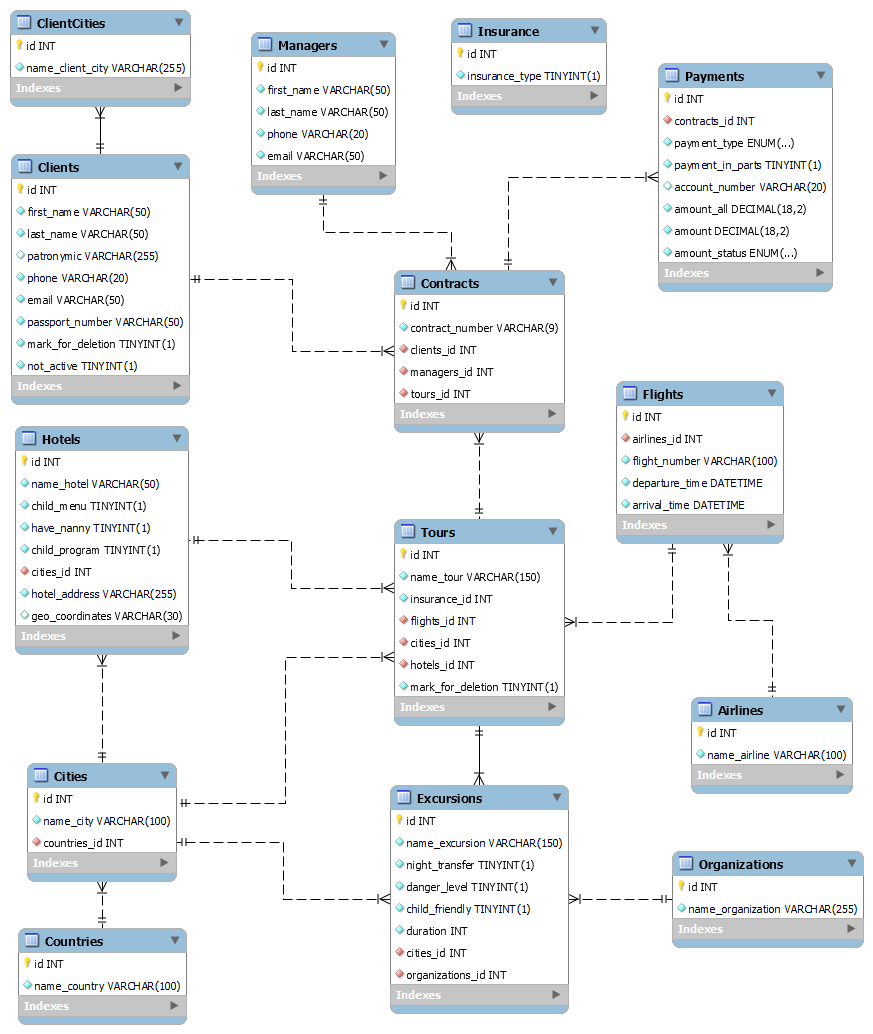 ClientCities
id INT
name_client_city VARCHAR(255)
Indexes
Managers
id INT
first_name VARCHAR(50)
last_name VARCHAR(50)
phone VARCHAR(20)
email VARCHAR(50)
Indexes
Insurance
id INT
insurance_type TINYINT(1)
Indexes
Payments
id INT
contracts_id INT
payment_type ENUM(...)
payment_in_parts TINYINT(1)
account_number VARCHAR(20)
amount_all DECIMAL(18,2)
amount DECIMAL(18,2)
amount_status ENUM(...)
Indexes
Clients
id INT
first_name VARCHAR(50)
last_name VARCHAR(50)
patronymic VARCHAR(255)
phone VARCHAR(20)
email VARCHAR(50)
passport_number VARCHAR(50)
mark_for_deletion TINYINT(1)
not_active TINYINT(1)
Indexes
Contracts
id INT
contract_number VARCHAR(9)
clients_id INT
managers_id INT
tours_id INT
Indexes
Flights
id INT
airlines_id INT
flight_number VARCHAR(100)
departure_time DATETIME
arrival_time DATETIME
Indexes
Hotels
id INT
name_hotel VARCHAR(50)
child_menu TINYINT(1)
have_nanny TINYINT(1)
child_program TINYINT(1)
cities_id INT
hotel_address VARCHAR(255)
geo_coordinates VARCHAR(30)
Indexes
Tours
id INT
name_tour VARCHAR(150)
insurance_id INT
flights_id INT
cities_id INT
hotels_id INT
mark_for_deletion TINYINT(1)
Indexes
Airlines
id INT
name_airline VARCHAR(100)
Indexes
Cities
id INT
name_city VARCHAR(100)
countries_id INT
Indexes
Excursions
id INT
name_excursion VARCHAR(150)
night_transfer TINYINT(1)
danger_level TINYINT(1)
child_friendly TINYINT(1)
duration INT
cities_id INT
organizations_id INT
Indexes
Organizations
id INT
name_organization VARCHAR(255)
Indexes
Countries
id INT
name_country VARCHAR(100)
Indexes